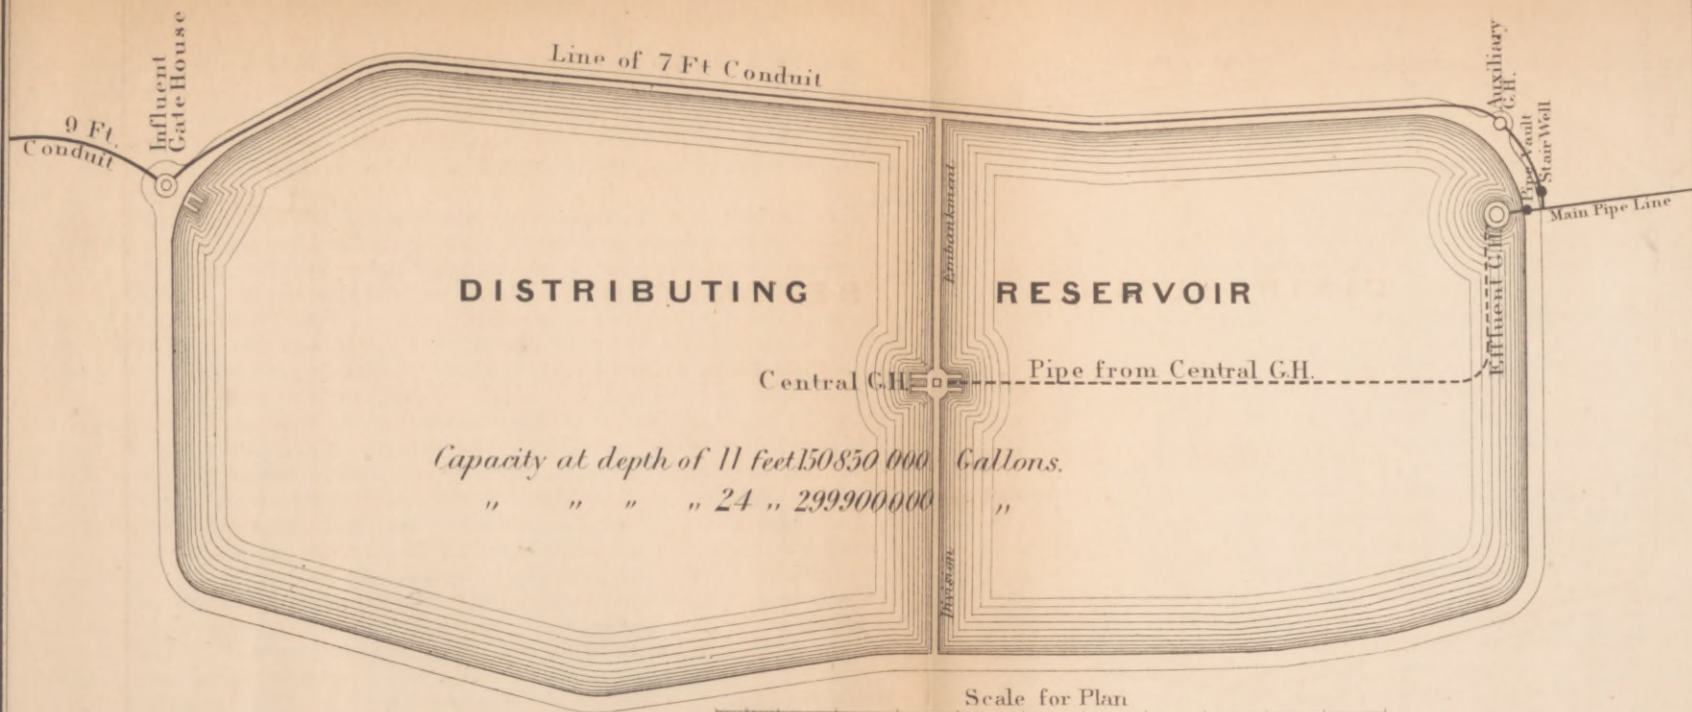 Line of 7 Ft Conduit
Influent
Gate House
9 Ft.
Conduit
Auxiliary
G.H.
Pipe Vault
Stair Well
Main Pipe Line
Effluent G.H.
Division Embankment
DISTRIBUTING RESERVOIR
Central G.H.
Pipe from Central G.H.
Capacity at depth of 11 feet 150850 000 Gallons.
„ „ „ „ 24 „ 299900000 „
Scale for Plan